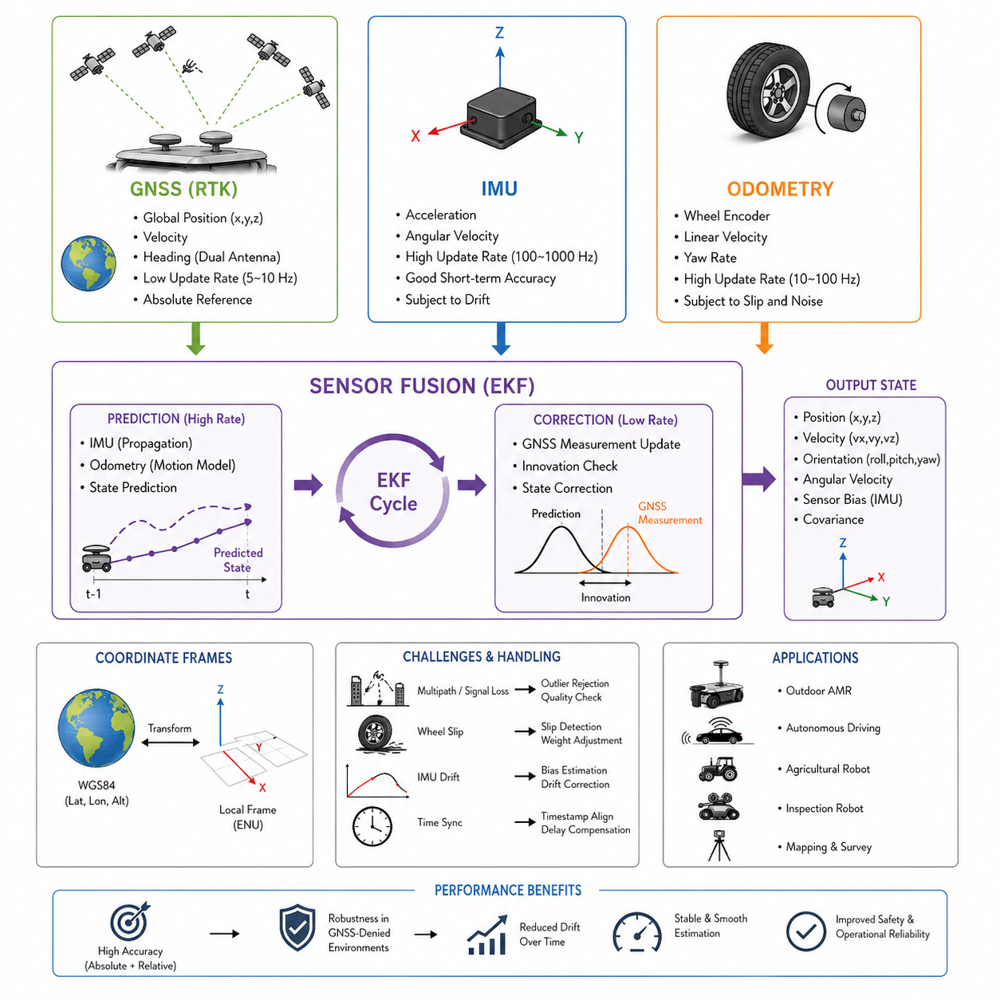 GNSS (RTK)
• Global Position (x,y,z)
• Velocity
• Heading (Dual Antenna)
• Low Update Rate (5~10 Hz)
• Absolute Reference
Z
X
Y
IMU
• Acceleration
• Angular Velocity
• High Update Rate (100~1000 Hz)
• Good Short-term Accuracy
• Subject to Drift
ODOMETRY
• Wheel Encoder
• Linear Velocity
• Yaw Rate
• High Update Rate (10~100 Hz)
• Subject to Slip and Noise
SENSOR FUSION (EKF)
PREDICTION (High Rate)
• IMU (Propagation)
• Odometry (Motion Model)
• State Prediction
Predicted
State
t-1
t
EKF
Cycle
CORRECTION (Low Rate)
• GNSS Measurement Update
• Innovation Check
• State Correction
Prediction
GNSS
Measurement
Innovation
OUTPUT STATE
• Position (x,y,z)
• Velocity (vx,vy,vz)
• Orientation (roll,pitch,yaw)
• Angular Velocity
• Sensor Bias (IMU)
• Covariance
Z
X
Y
COORDINATE FRAMES
Transform
WGS84
(Lat, Lon, Alt)
Z
Y
X
Local Frame
(ENU)
CHALLENGES & HANDLING
Multipath / Signal Loss
Outlier Rejection
Quality Check
Wheel Slip
Slip Detection
Weight Adjustment
IMU Drift
Bias Estimation
Drift Correction
Time Sync
Timestamp Align
Delay Compensation
APPLICATIONS
• Outdoor AMR
• Autonomous Driving
• Agricultural Robot
• Inspection Robot
• Mapping & Survey
PERFORMANCE BENEFITS
High Accuracy
(Absolute + Relative)
Robustness in
GNSS-Denied
Environments
Reduced Drift
Over Time
Stable & Smooth
Estimation
Improved Safety &
Operational Reliability